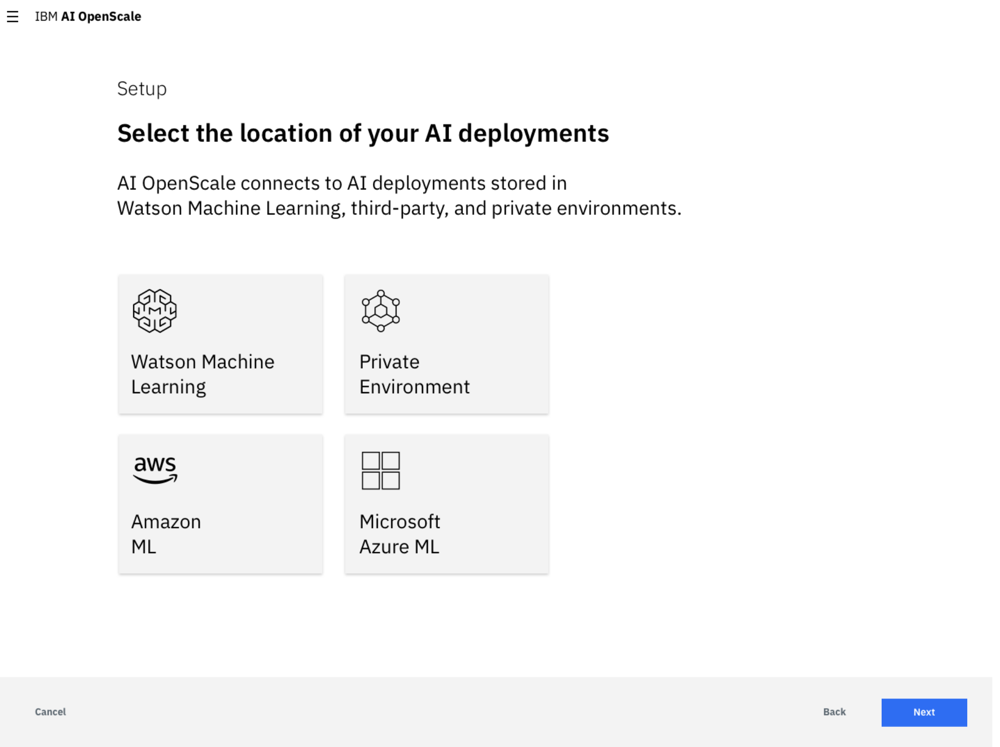 IBM AI OpenScale
Setup
Select the location of your AI deployments
AI OpenScale connects to AI deployments stored in
Watson Machine Learning, third-party, and private environments.
Watson Machine
Learning
Private
Environment
aws
Amazon
ML
Microsoft
Azure ML
Cancel
Back
Next